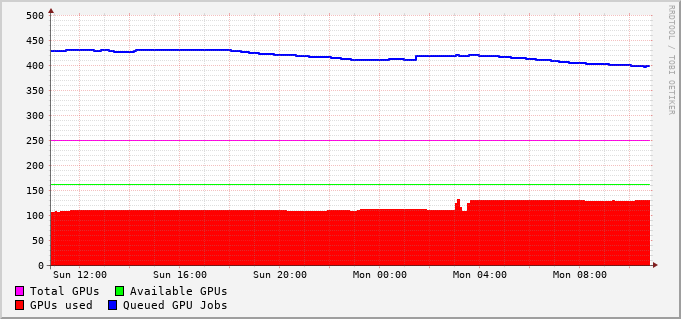 500
450
400
350
300
250
200
150
100
50
0
Sun 12:00 Sun 16:00 Sun 20:00 Mon 00:00 Mon 04:00 Mon 08:00
Total GPUs Available GPUs
GPUs used Queued GPU Jobs
RRDTOOL / TOBI OETIKER